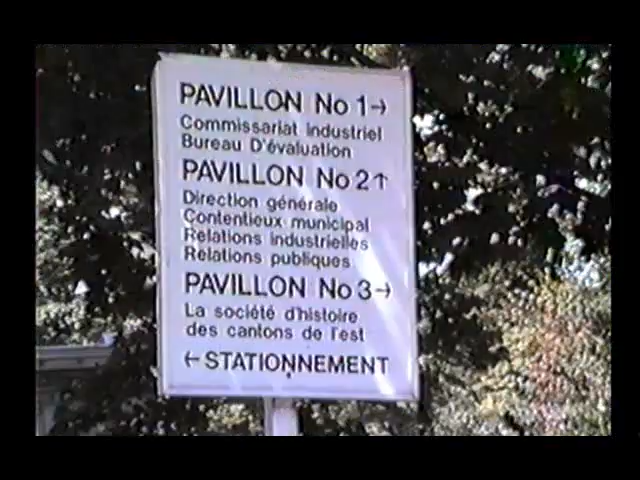 PAVILLON No 1→
Commissariat industriel
Bureau D'évaluation
PAVILLON No 2↑
Direction générale
Contentieux municipal
Relations industrielles
Relations publiques
PAVILLON No 3→
La société d'histoire
des cantons de l'est
←STATIONNEMENT